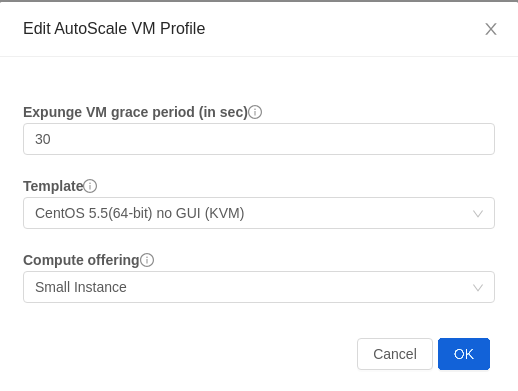 Edit AutoScale VM Profile
Expunge VM grace period (in sec)
30
Template
CentOS 5.5(64-bit) no GUI (KVM)
Compute offering
Small Instance
Cancel OK